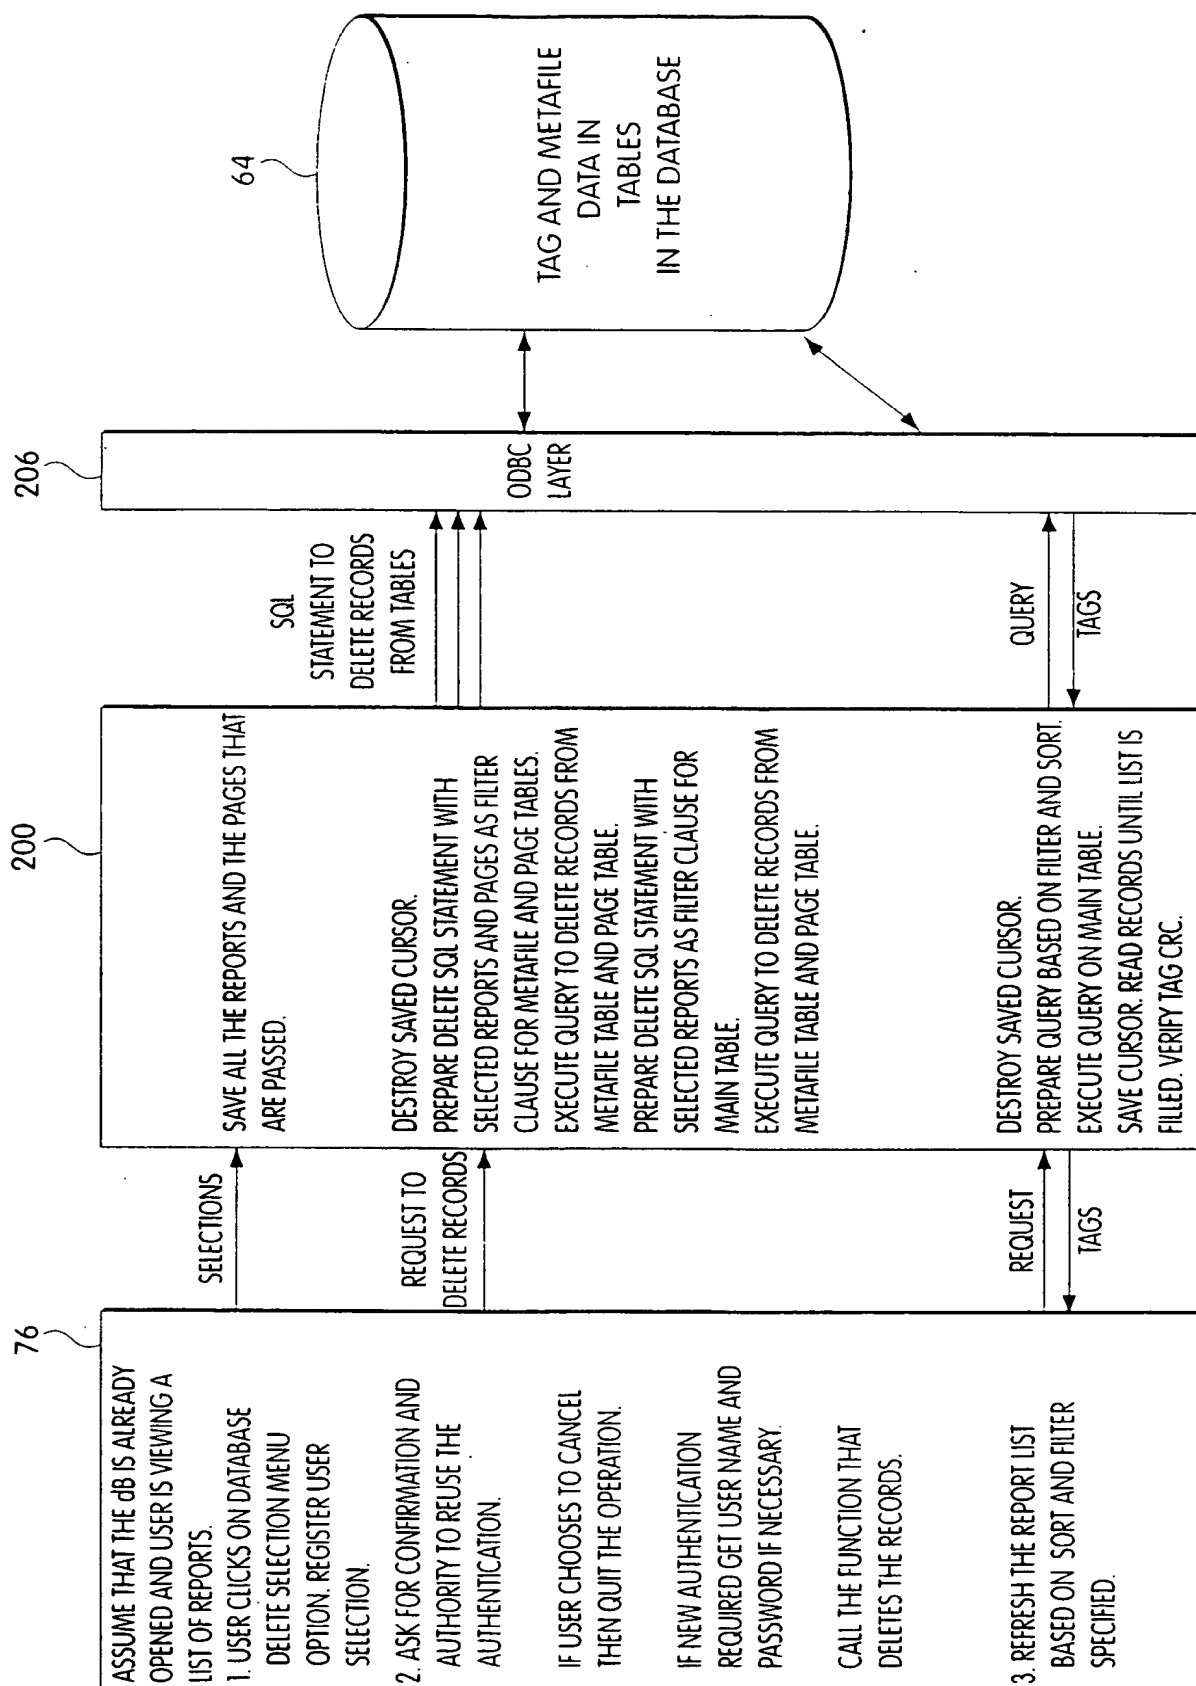 76
ASSUME THAT THE dB IS ALREADY
OPENED AND USER IS VIEWING A
LIST OF REPORTS.
1. USER CLICKS ON DATABASE
DELETE SELECTION MENU
OPTION. REGISTER USER
SELECTION.
2. ASK FOR CONFIRMATION AND
AUTHORITY TO REUSE THE
AUTHENTICATION.
IF USER CHOOSES TO CANCEL
THEN QUIT THE OPERATION.
IF NEW AUTHENTICATION
REQUIRED GET USER NAME AND
PASSWORD IF NECESSARY.
CALL THE FUNCTION THAT
DELETES THE RECORDS.
3. REFRESH THE REPORT LIST
BASED ON SORT AND FILTER
SPECIFIED.
SELECTIONS
REQUEST TO
DELETE RECORDS
REQUEST
TAGS
200
SAVE ALL THE REPORTS AND THE PAGES THAT
ARE PASSED.
DESTROY SAVED CURSOR.
PREPARE DELETE SQL STATEMENT WITH
SELECTED REPORTS AND PAGES AS FILTER
CLAUSE FOR METAFILE AND PAGE TABLES.
EXECUTE QUERY TO DELETE RECORDS FROM
METAFILE TABLE AND PAGE TABLE.
PREPARE DELETE SQL STATEMENT WITH
SELECTED REPORTS AS FILTER CLAUSE FOR
MAIN TABLE.
EXECUTE QUERY TO DELETE RECORDS FROM
METAFILE TABLE AND PAGE TABLE.
DESTROY SAVED CURSOR.
PREPARE QUERY BASED ON FILTER AND SORT.
EXECUTE QUERY ON MAIN TABLE.
SAVE CURSOR. READ RECORDS UNTIL LIST IS
FILLED. VERIFY TAG CRC.
SQL
STATEMENT TO
DELETE RECORDS
FROM TABLES
QUERY
TAGS
206
ODBC
LAYER
64
TAG AND METAFILE
DATA IN
TABLES
IN THE DATABASE